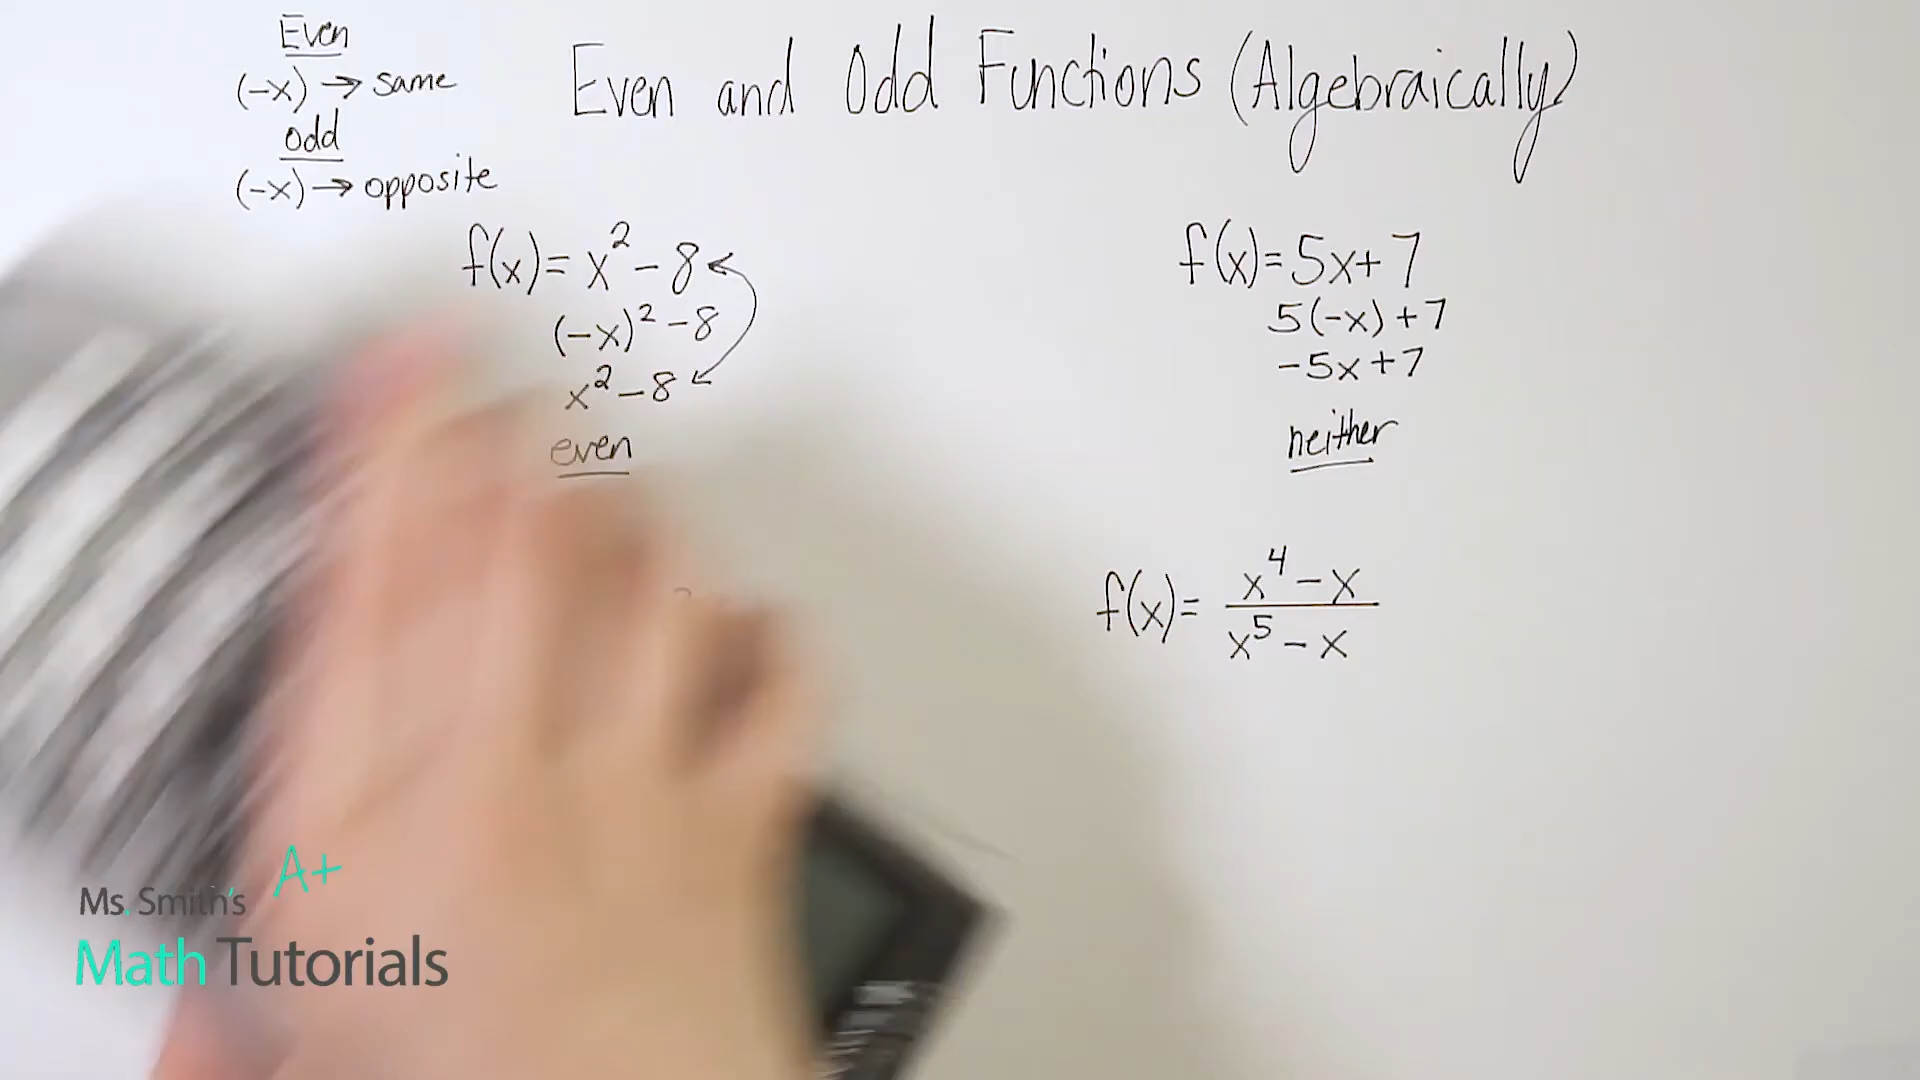 Even
(-x) → same
Odd
(-x) → opposite
Even and Odd Functions (Algebraically)
f(x) = x² - 8
(-x)² - 8
x² - 8
even
f(x) = 5x + 7
5(-x) + 7
-5x + 7
neither
f(x) = x⁴ - x / x⁵ - x
Ms. Smith's A+
Math Tutorials